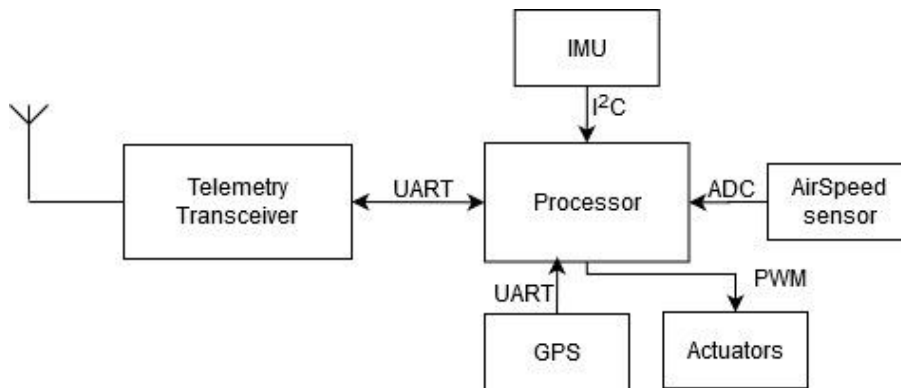 IMU
I²C
Telemetry
Transceiver
UART
Processor
ADC
AirSpeed
sensor
UART
PWM
GPS
Actuators